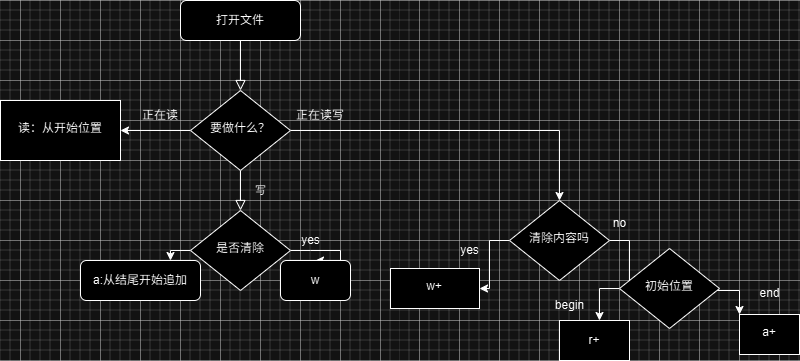 打开文件
正在读
正在读写
读：从开始位置
要做什么？
写
是否清除
yes
a:从结尾开始追加
w
清除内容吗
no
yes
w+
初始位置
begin
end
r+
a+